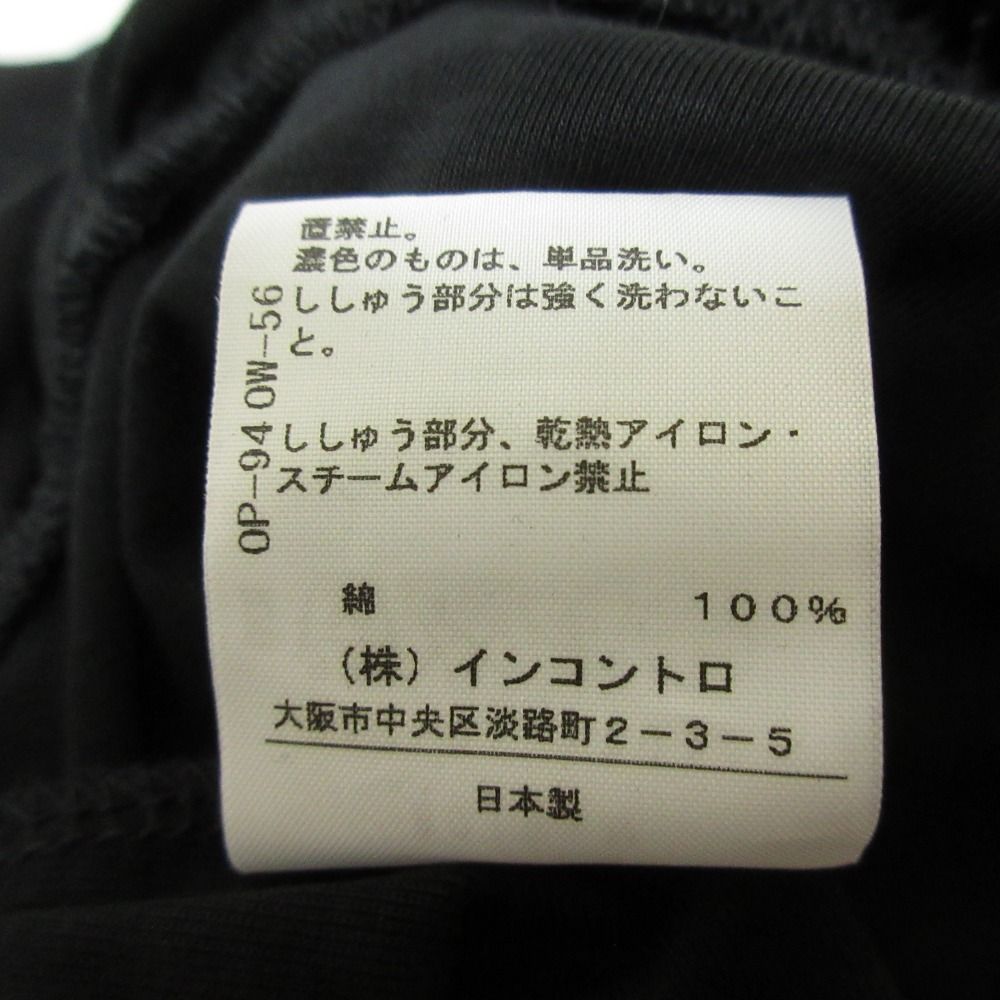 直禁止。
濃色のものは、単品洗い。
ししゅう部分は強く洗わないこ
と。
ししゅう部分、乾熱アイロン・
スチームアイロン禁止
OP-94 OW-56
綿 100%
（株）インコントロ
大阪市中央区淡路町2-3-5
日本製